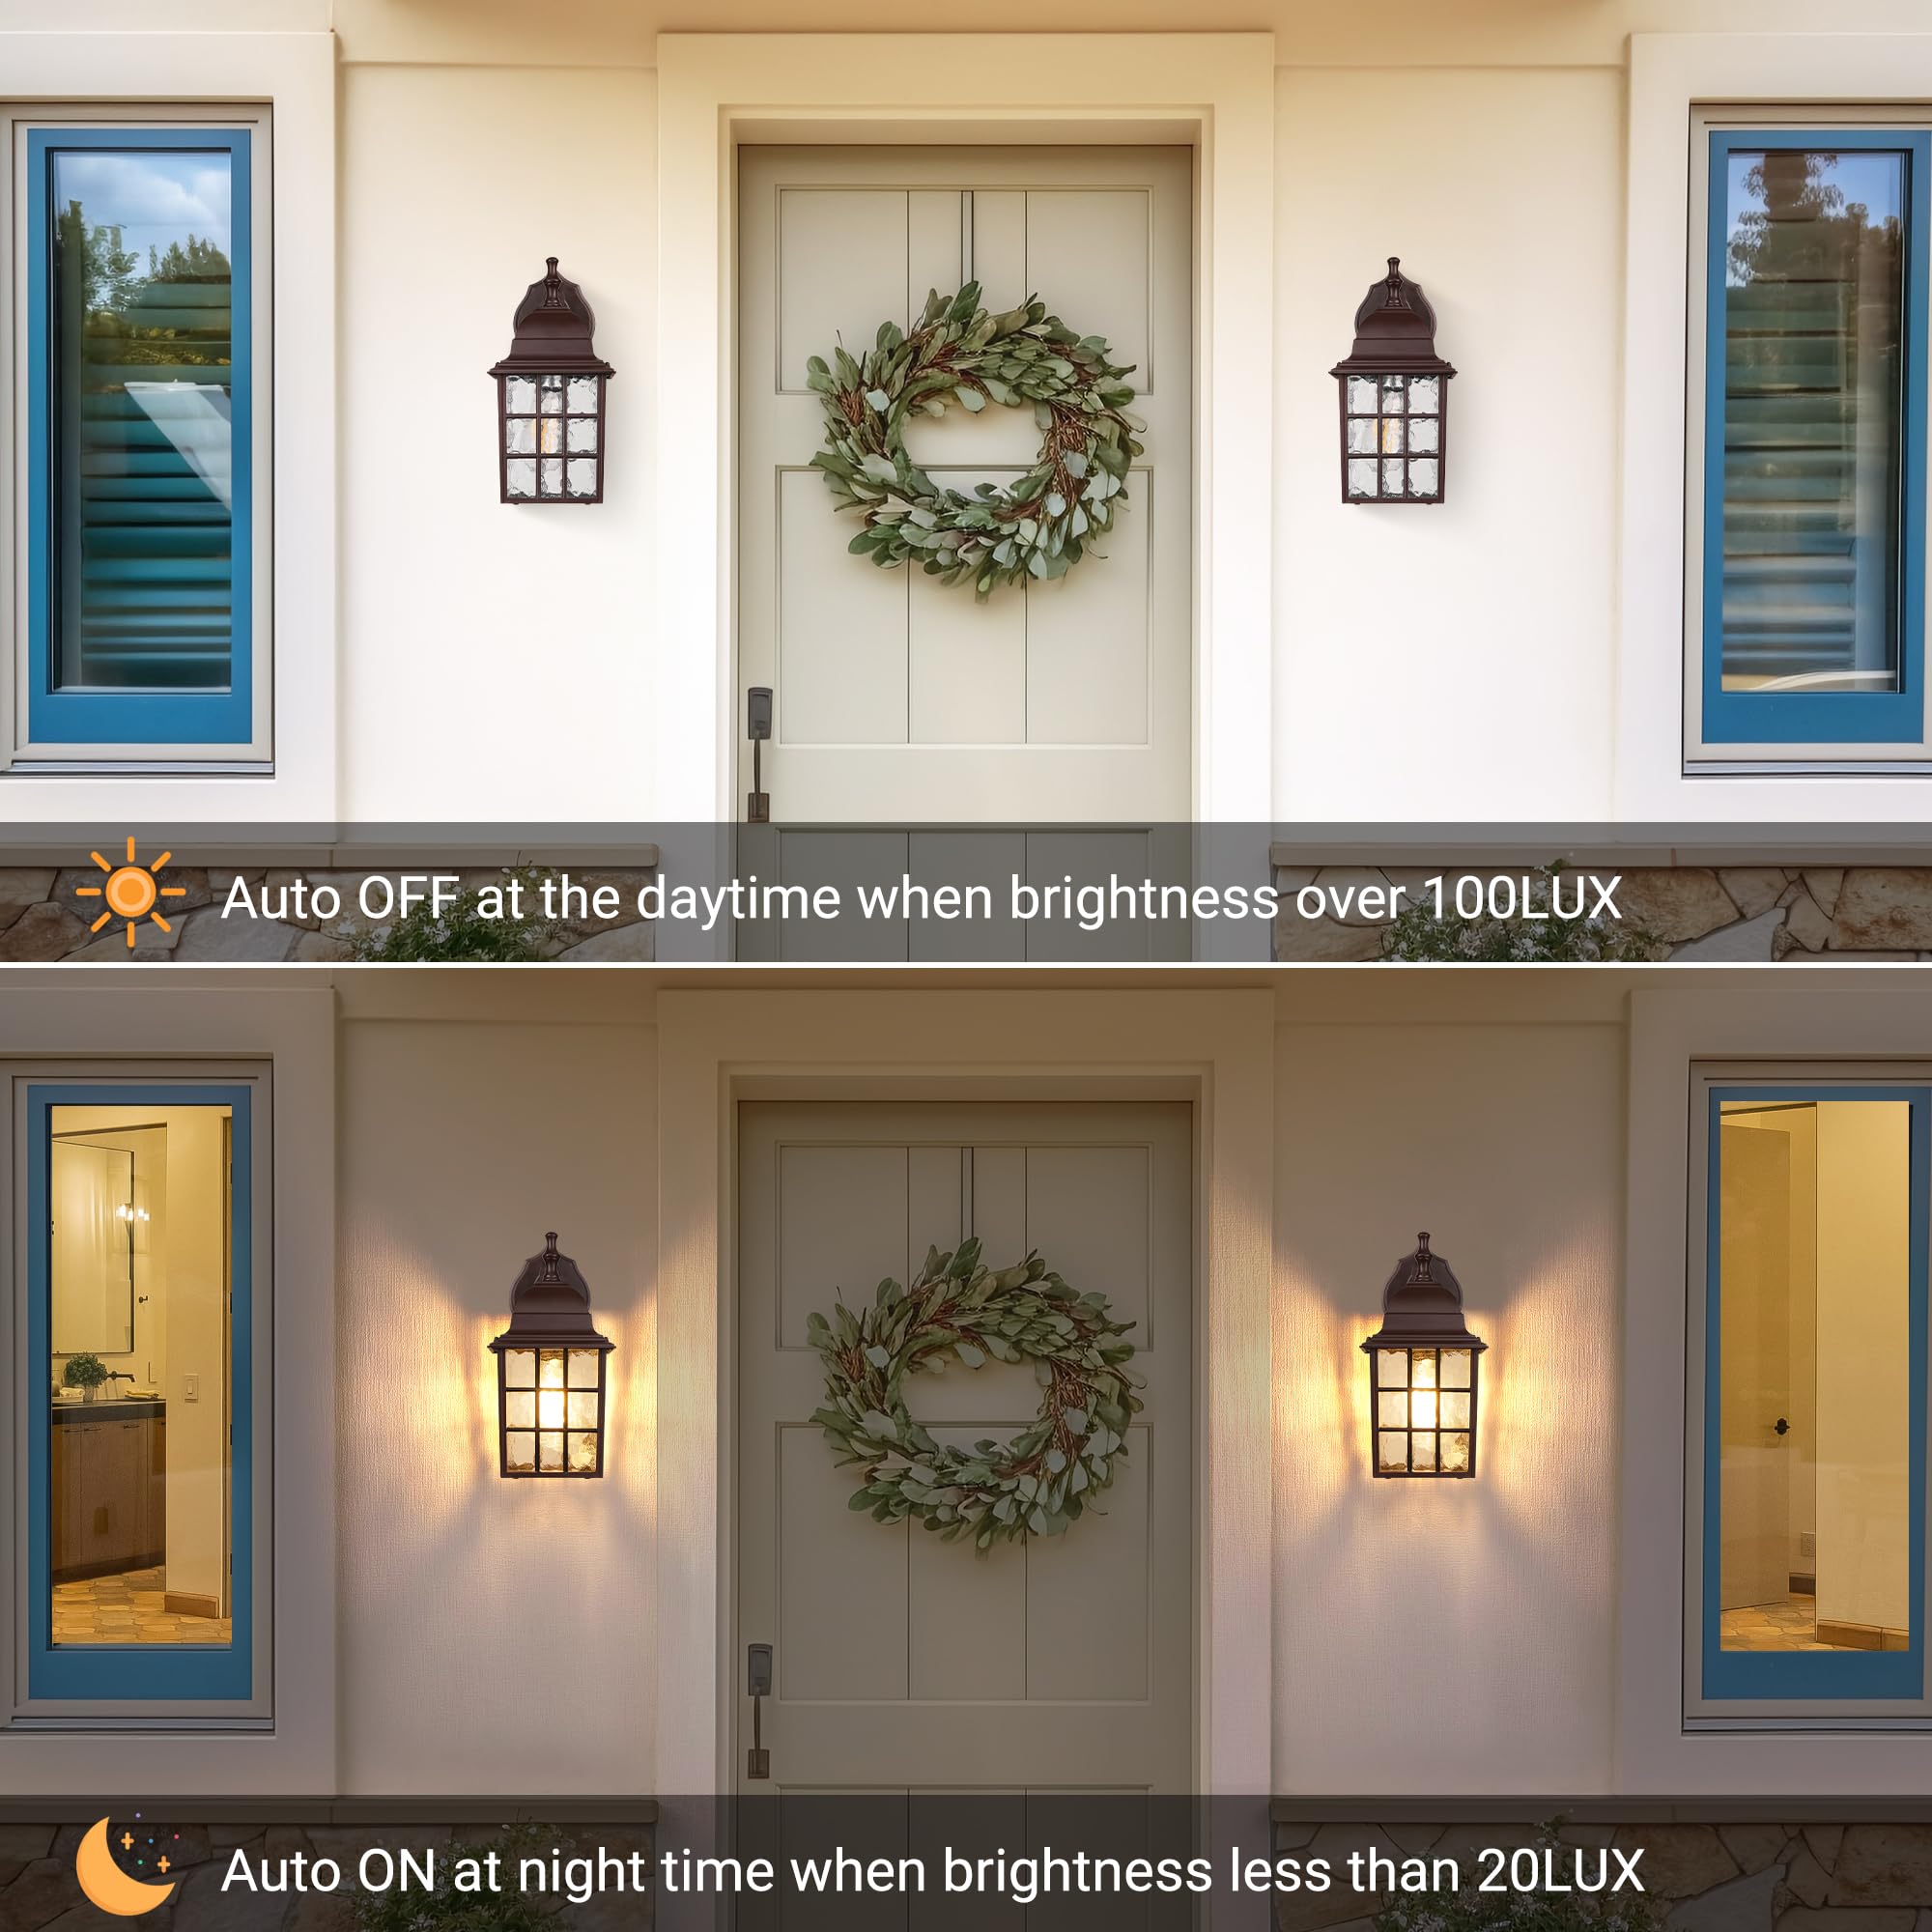 Auto OFF at the daytime when brightness over 100LUX
Auto ON at night time when brightness less than 20LUX